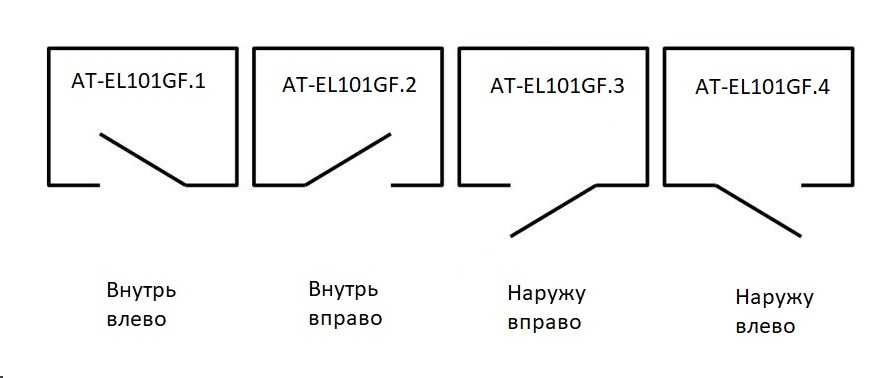 AT-EL101GF.1
AT-EL101GF.2
AT-EL101GF.3
AT-EL101GF.4
Внутрь
влево
Внутрь
вправо
Наружу
вправо
Наружу
влево